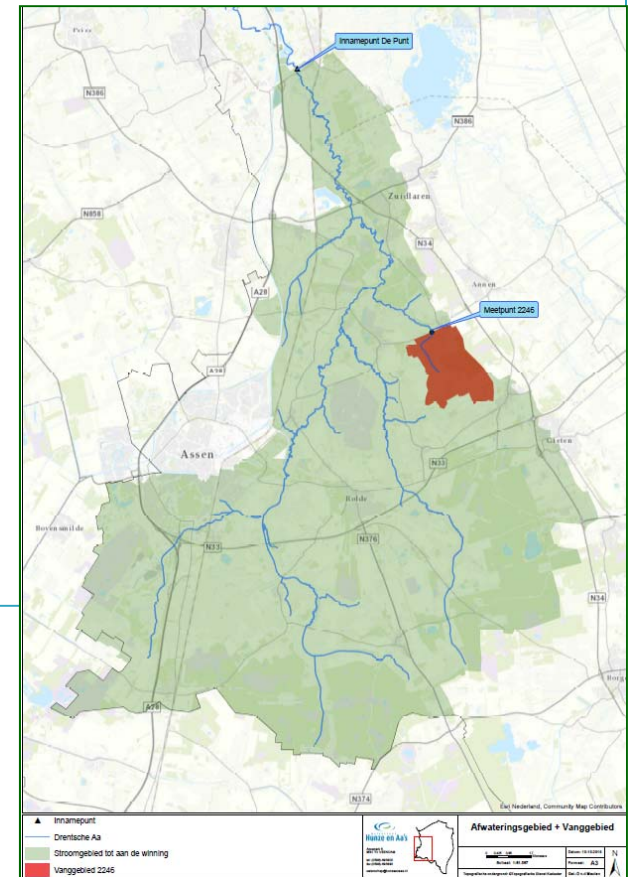 Peize
Innamepunt De Punt
N386
N386
Zuidlaren
N858
N34
Annen
A28
Meetpunt 2246
Assen
Gieten
N33
Rolde
Bovensmilde
N33
N376
N34
A28
N374
Esri Nederland, Community Map Contributors
Innamepunt
Drentsche Aa
Stroomgebied tot aan de winning
Vanggebied 2246
Hunze en Aa's
Afwateringsgebied + Vanggebied
Formaat: A3
N